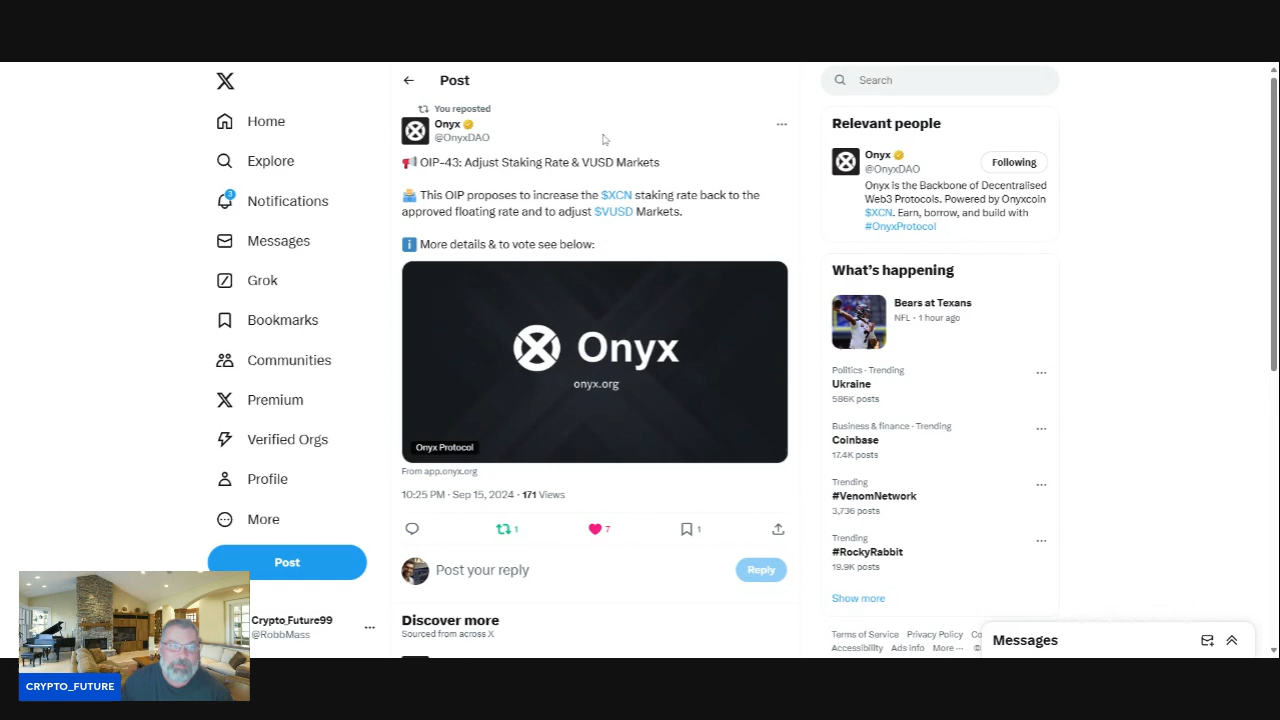 Home
Explore
3
Notifications
Messages
Grok
Bookmarks
Communities
Premium
Verified Orgs
Profile
More
Post
Crypto_Future99
@RobbMass
CRYPTO_FUTURE
Post
You reposted
Onyx
@OnyxDAO
OIP-43: Adjust Staking Rate & VUSD Markets
This OIP proposes to increase the $XCN staking rate back to the
approved floating rate and to adjust $VUSD Markets.
More details & to vote see below:
Onyx
onyx.org
Onyx Protocol
From app.onyx.org
10:25 PM · Sep 15, 2024 · 171 Views
1
7
1
Post your reply
Reply
Discover more
Sourced from across X
Search
Relevant people
Onyx
@OnyxDAO
Following
Onyx is the Backbone of Decentralised
Web3 Protocols. Powered by Onyxcoin
$XCN. Earn, borrow, and build with
#OnyxProtocol
What's happening
Bears at Texans
NFL · 1 hour ago
Politics · Trending
Ukraine
586K posts
Business & finance · Trending
Coinbase
17.4K posts
Trending
#VenomNetwork
3,736 posts
Trending
#RockyRabbit
19.9K posts
Show more
Terms of Service Privacy Policy Co
Accessibility Ads info More ··· ©
Messages